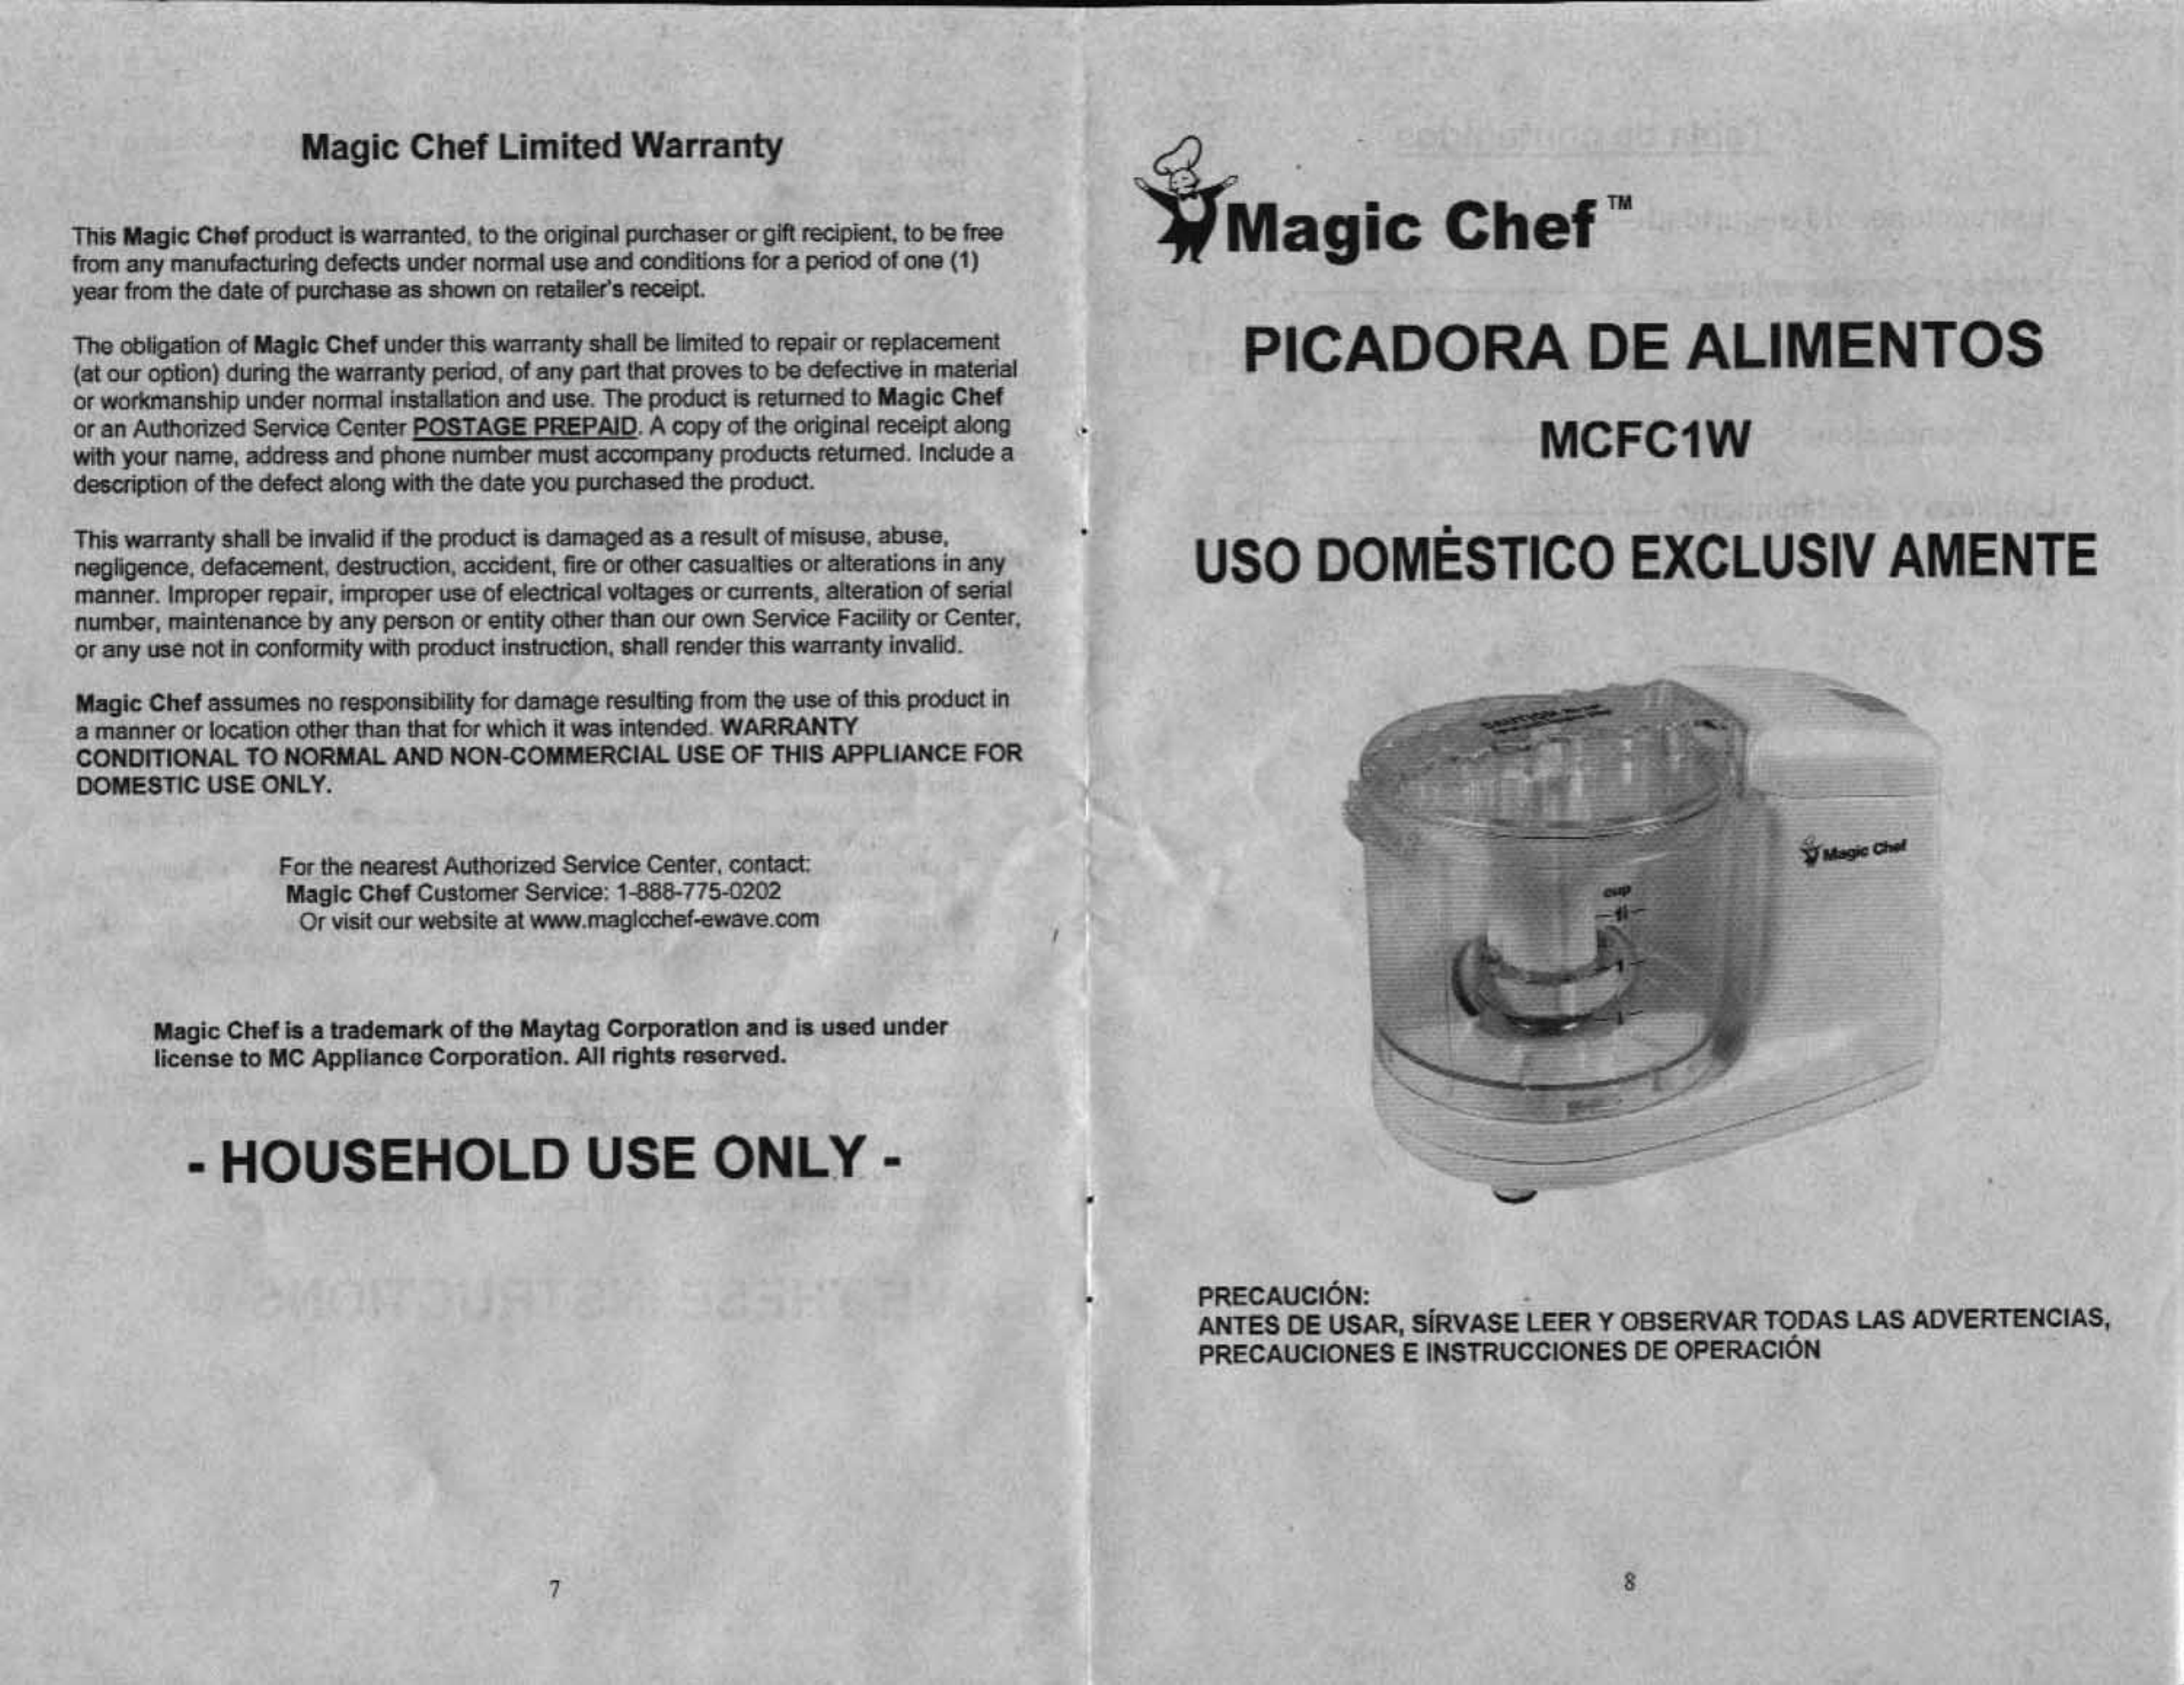 Magic Chef Limited Warranty
This Magic Chef product is warranted, to the original purchaser or gift recipient, to be free
from any manufacturing defects under normal use and conditions for a period of one (1)
year from the date of purchase as shown on retailer's receipt.
The obligation of Magic Chef under this warranty shall be limited to repair or replacement
(at our option) during the warranty period, of any part that proves to be defective in material
or workmanship under normal installation and use. The product is returned to Magic Chef
or an Authorized Service Center POSTAGE PREPAID. A copy of the original receipt along
with your name, address and phone number must accompany products returned. Include a
description of the defect along with the date you purchased the product.
This warranty shall be invalid if the product is damaged as a result of misuse, abuse,
negligence, defacement, destruction, accident, fire or other casualties or alterations in any
manner. Improper repair, improper use of electrical voltages or currents, alteration of serial
number, maintenance by any person or entity other than our own Service Facility or Center,
or any use not in conformity with product instruction, shall render this warranty invalid.
Magic Chef assumes no responsibility for damage resulting from the use of this product in
a manner or location other than that for which it was intended. WARRANTY
CONDITIONAL TO NORMAL AND NON-COMMERCIAL USE OF THIS APPLIANCE FOR
DOMESTIC USE ONLY.
For the nearest Authorized Service Center, contact:
Magic Chef Customer Service: 1-888-775-0202
Or visit our website at www.magicchef-ewave.com
Magic Chef is a trademark of the Maytag Corporation and is used under
license to MC Appliance Corporation. All rights reserved.
- HOUSEHOLD USE ONLY -
7
Magic Chef™
PICADORA DE ALIMENTOS
MCFC1W
USO DOMÉSTICO EXCLUSIV AMENTE
CAUTION
Magic Chef
cup
1
PRECAUCIÓN:
ANTES DE USAR, SÍRVASE LEER Y OBSERVAR TODAS LAS ADVERTENCIAS,
PRECAUCIONES E INSTRUCCIONES DE OPERACIÓN
8